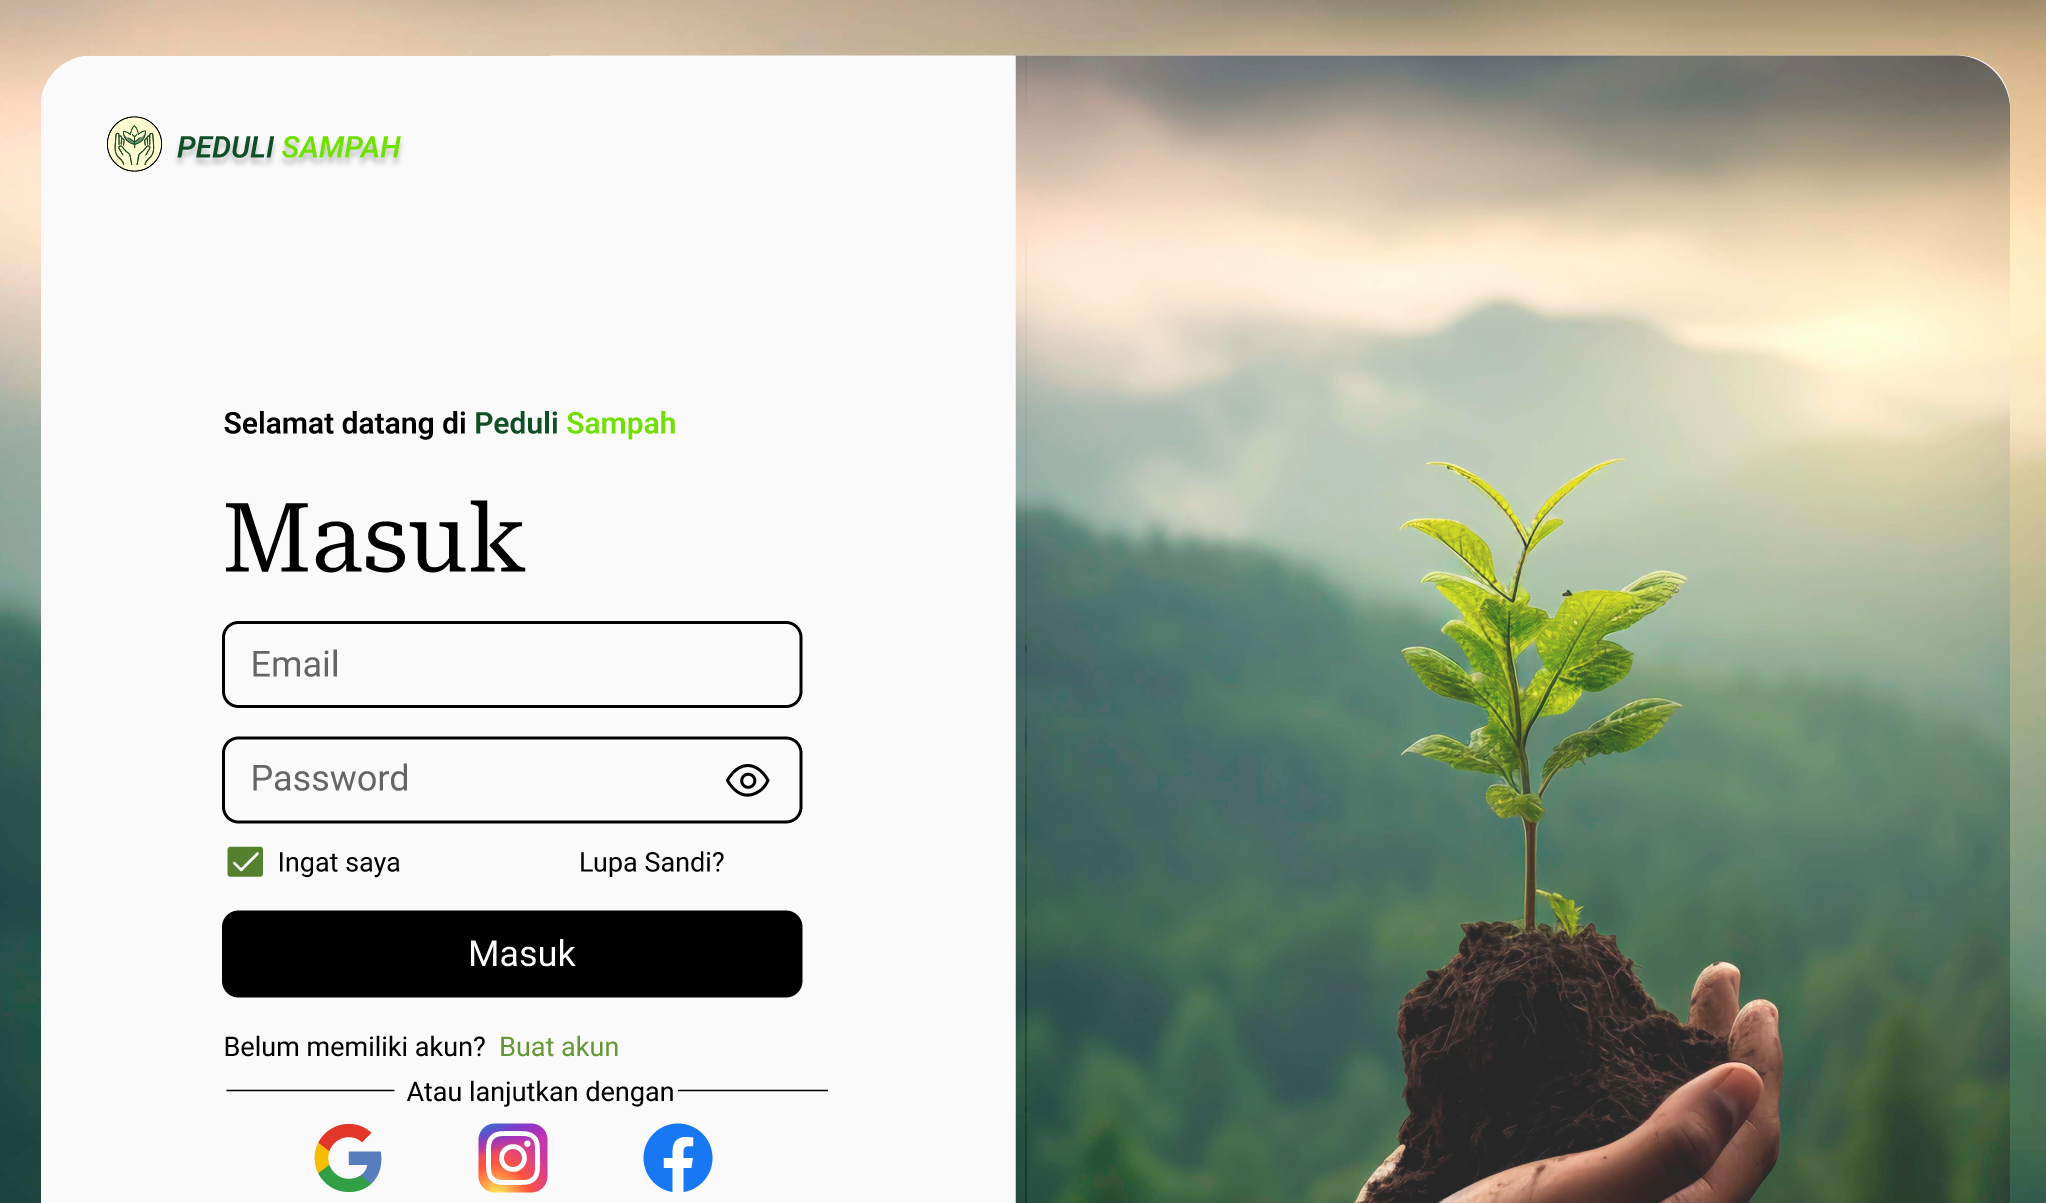 PEDULI SAMPAH
Selamat datang di Peduli Sampah
Masuk
Email
Password
Ingat saya
Lupa Sandi?
Masuk
Belum memiliki akun? Buat akun
Atau lanjutkan dengan